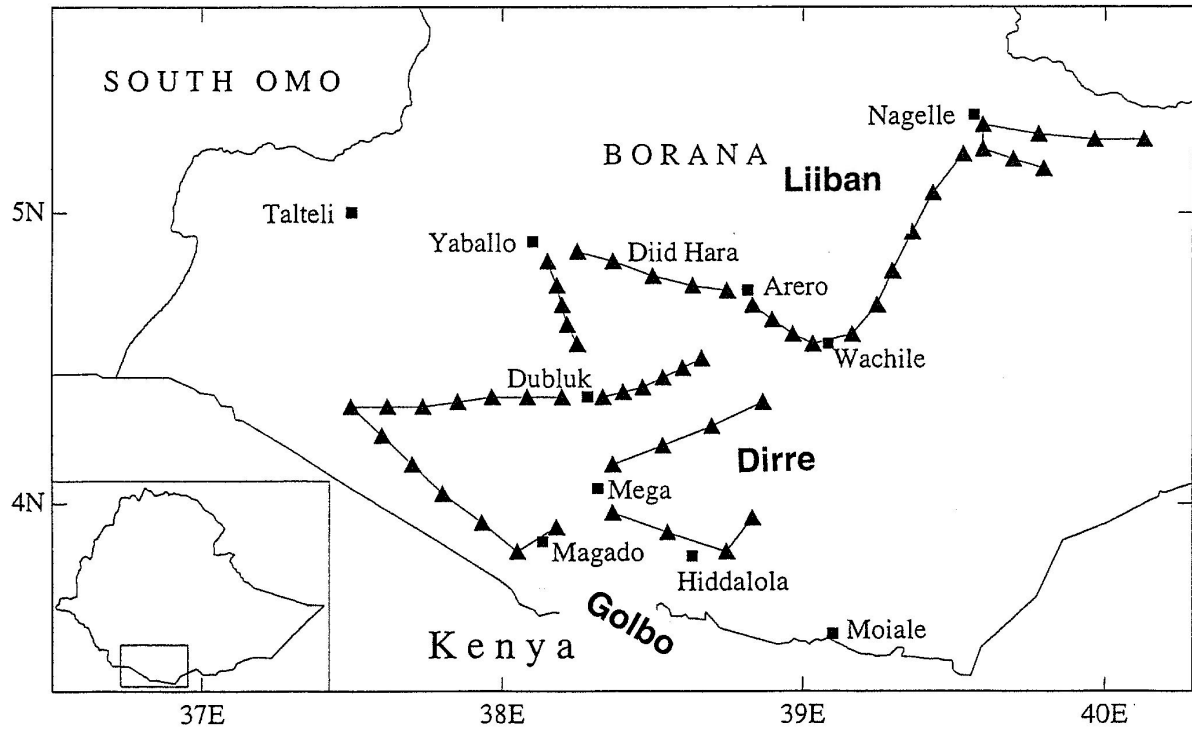 SOUTH OMO
Nagelle
BORANA
Liiban
5N
Talteli
Yaballo
Diid Hara
Arero
Wachile
Dubluk
Dirre
4N
Mega
Magado
Hiddalola
Golbo
Kenya
Moiale
37E
38E
39E
40E